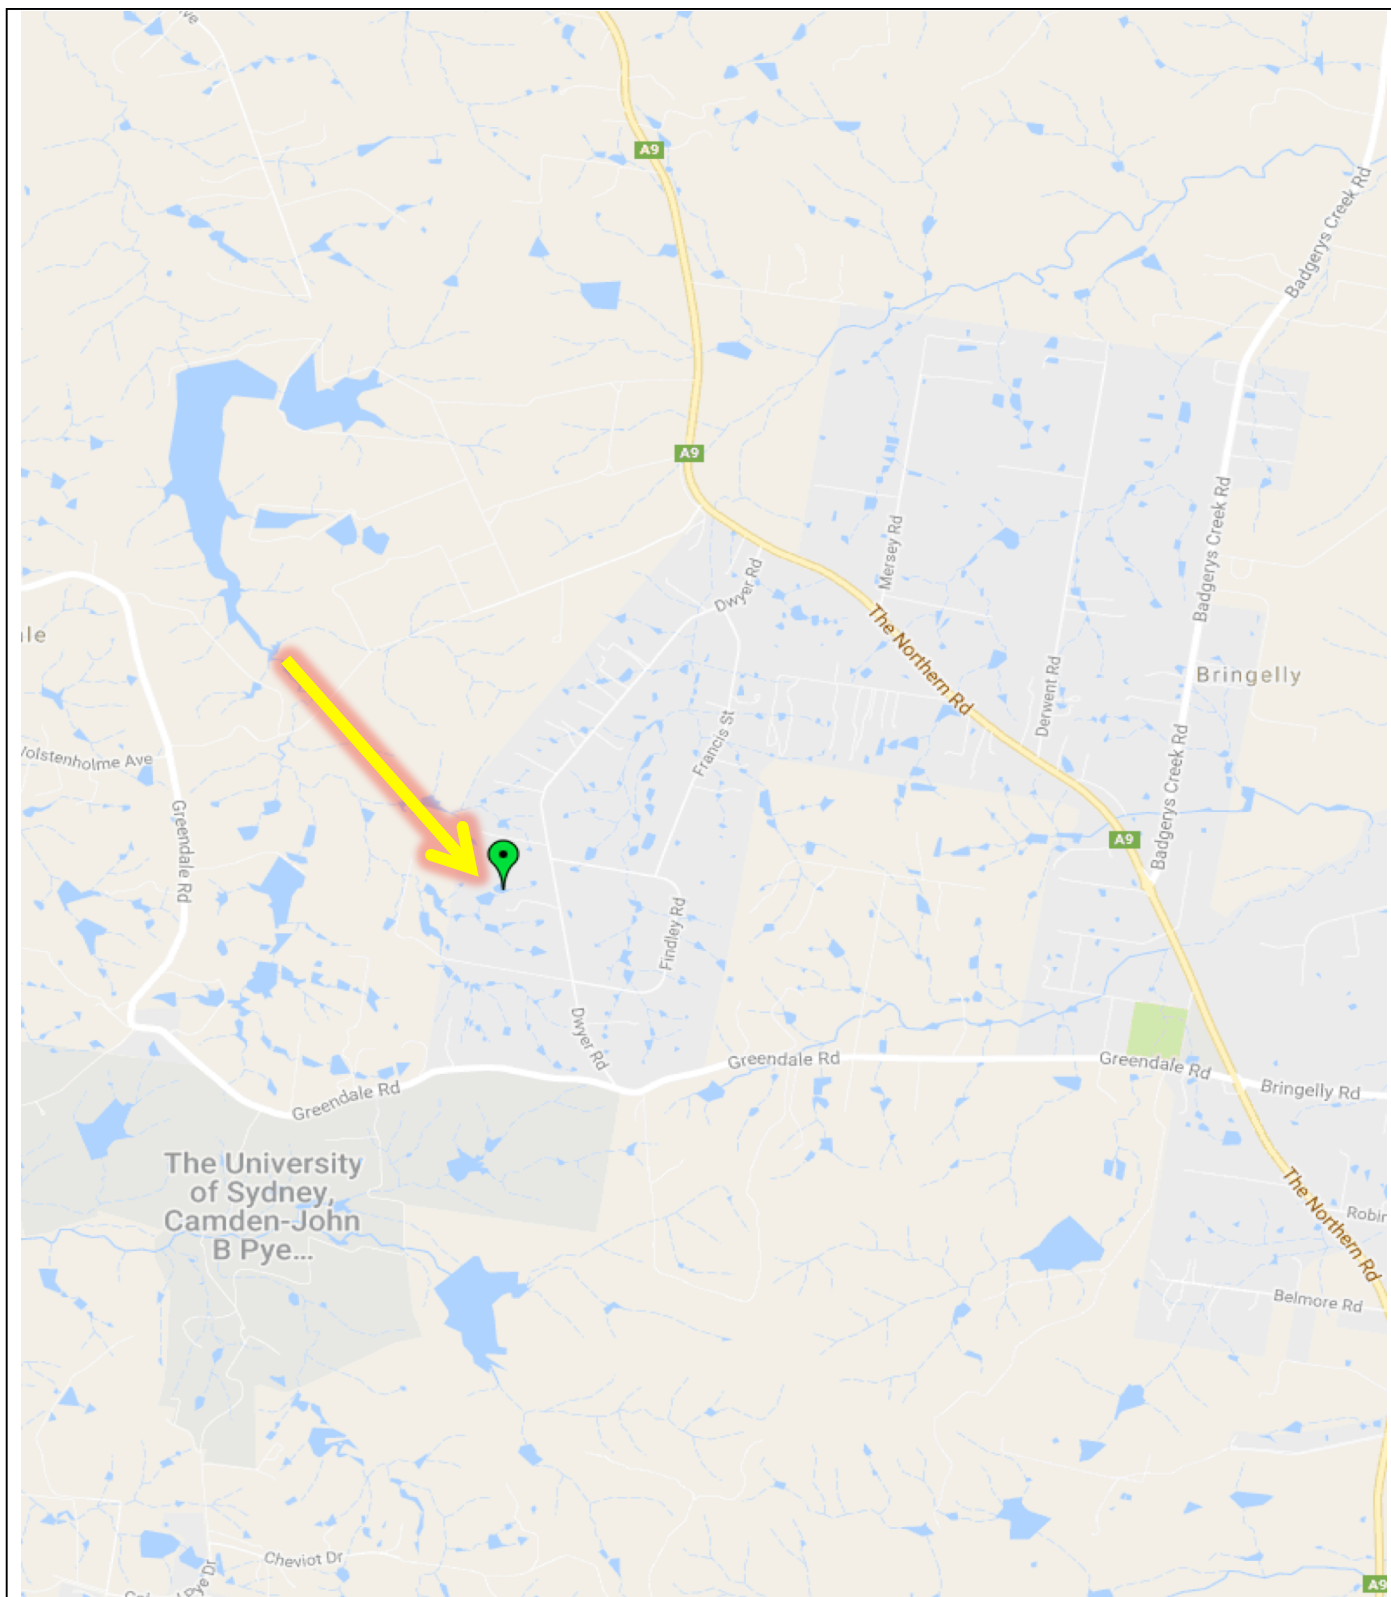 A9
Badgerys Creek Rd
A9
Mersey Rd
Badgerys Creek Rd
Dwyer Rd
The Northern Rd
Bringelly
Derwent Rd
Francis St
Badgerys Creek Rd
Greendale Rd
A9
Findley Rd
Dwyer Rd
Greendale Rd
Greendale Rd
Bringelly Rd
Greendale Rd
The University
of Sydney,
Camden-John
B Pye...
The Northern Rd
Belmore Rd
Cheviot Dr
A9